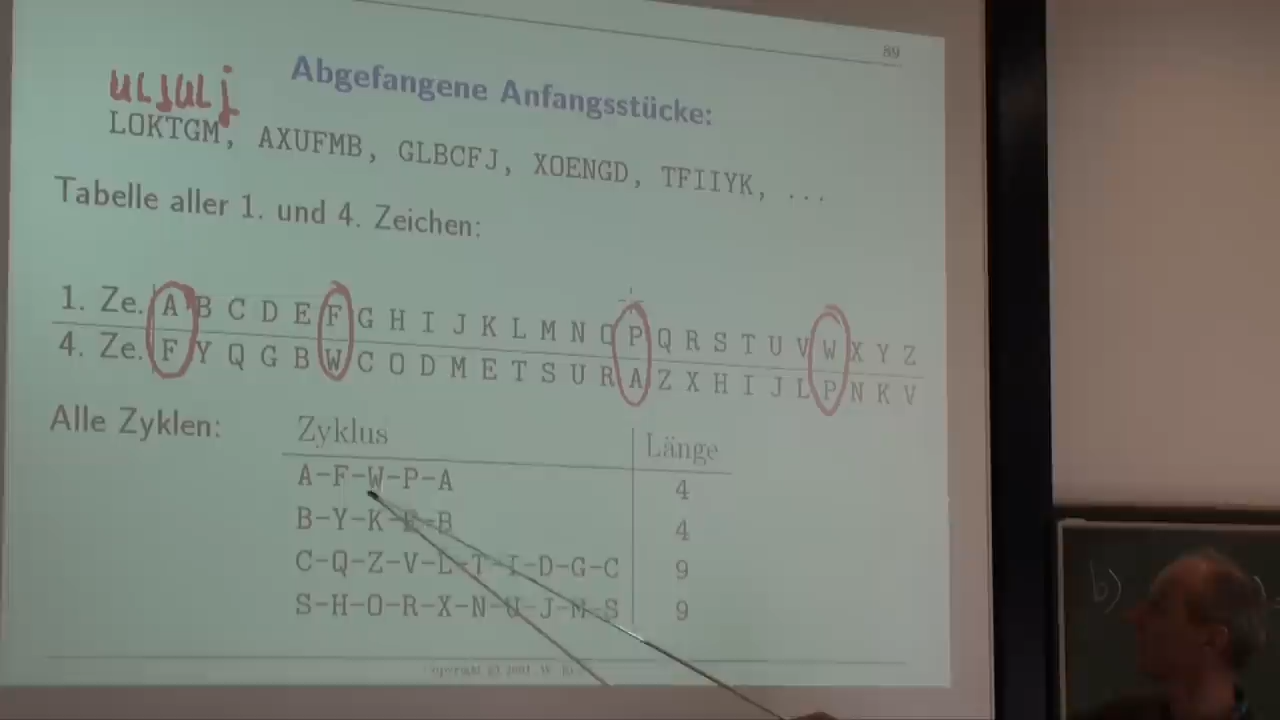 89
Abgefangene Anfangsstücke:
ULJULj
LOKTGM, AXUFMB, GLBCFJ, XOENGD, TFIIYK, ...
Tabelle aller 1. und 4. Zeichen:
1. Ze. A B C D E F G H I J K L M N O P Q R S T U V W X Y Z
4. Ze. F Y Q G B W C O D M E T S U R A Z X H I J L P N K V
Alle Zyklen:
Zyklus Länge
A-F-W-P-A 4
B-Y-K-E-B 4
C-Q-Z-V-L-T-I-D-G-C 9
S-H-O-R-X-N-U-J-M-S 9
Copyright ©
b)